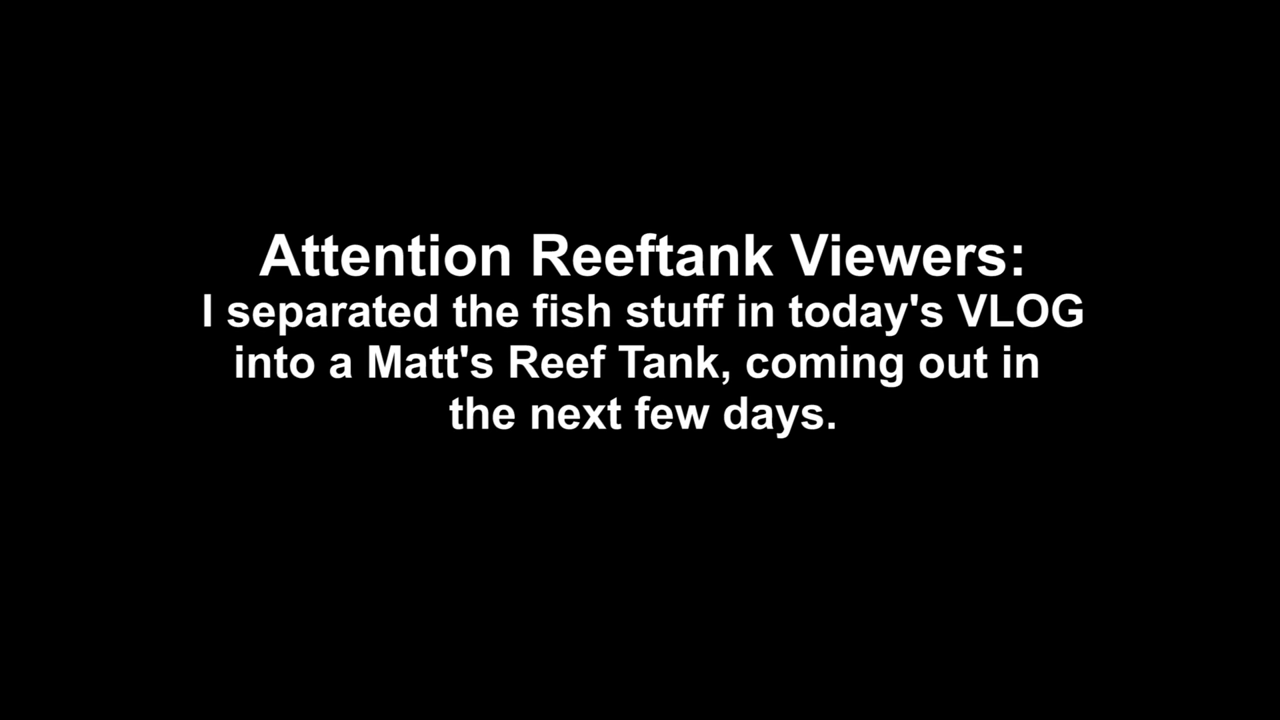 Attention Reeftank Viewers:
I separated the fish stuff in today's VLOG
into a Matt's Reef Tank, coming out in
the next few days.